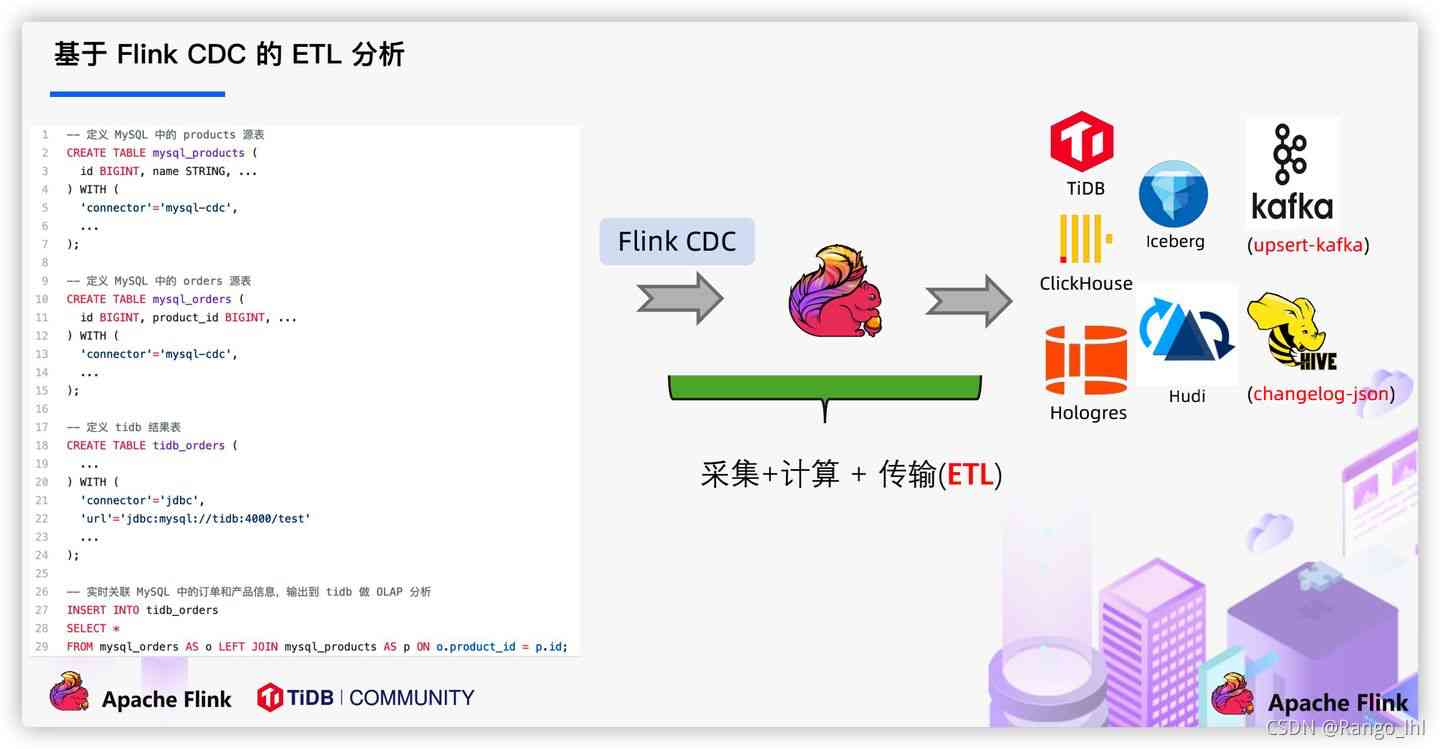 基于 Flink CDC 的 ETL 分析
1 -- 定义 MySQL 中的 products 源表
2 CREATE TABLE mysql_products (
3 id BIGINT, name STRING, ...
4 ) WITH (
5 'connector'='mysql-cdc',
6 ...
7 );
8
9 -- 定义 MySQL 中的 orders 源表
10 CREATE TABLE mysql_orders (
11 id BIGINT, product_id BIGINT, ...
12 ) WITH (
13 'connector'='mysql-cdc',
14 ...
15 );
16
17 -- 定义 tidb 结果表
18 CREATE TABLE tidb_orders (
19 ...
20 ) WITH (
21 'connector'='jdbc',
22 'url'='jdbc:mysql://tidb:4000/test'
23 ...
24 );
25
26 -- 实时关联 MySQL 中的订单和产品信息，输出到 tidb 做 OLAP 分析
27 INSERT INTO tidb_orders
28 SELECT *
29 FROM mysql_orders AS o LEFT JOIN mysql_products AS p ON o.product_id = p.id;
Flink CDC
采集+计算 + 传输(ETL)
TiDB
Iceberg
kafka
(upsert-kafka)
ClickHouse
Hologres
Hudi
HIVE
(changelog-json)
Apache Flink
TiDB | COMMUNITY
Apache Flink
CSDN @Rango_lhl